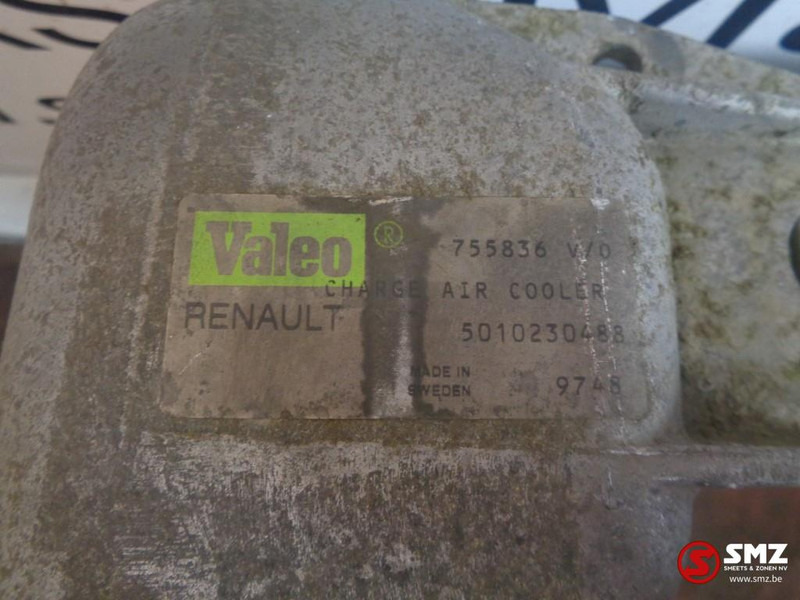 Valeo ® 755836 V/0
CHARGE AIR COOLER
RENAULT 5010230488
MADE IN
SWEDEN 9748
SMZ
SMEETS & ZONEN NV
www.smz.be